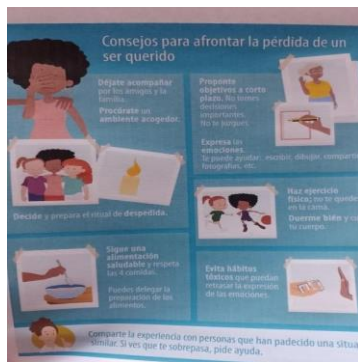 Consejos para afrontar la pérdida de un
ser querido
Déjate acompañar
por los amigos y la
familia.
Procúrate un
ambiente acogedor.
Decide y prepara el ritual de despedida.
Sigue una
alimentación
saludable y respeta
las 4 comidas.
Puedes delegar la
preparación de los
alimentos.
Proponte
objetivos a corto
plazo. No tomes
decisiones
importantes.
No te juzgues.
Expresa las
emociones.
Te puede ayudar: escribir, dibujar, compartir
fotografías, etc.
Haz ejercicio
físico; no te quedes
en la cama.
Duerme bien y
tu cuerpo.
Evita hábitos
tóxicos que puedan
retrasar la expresión
de las emociones.
Comparte la experiencia con personas que han padecido una situa
similar. Si ves que te sobrepasa, pide ayuda.